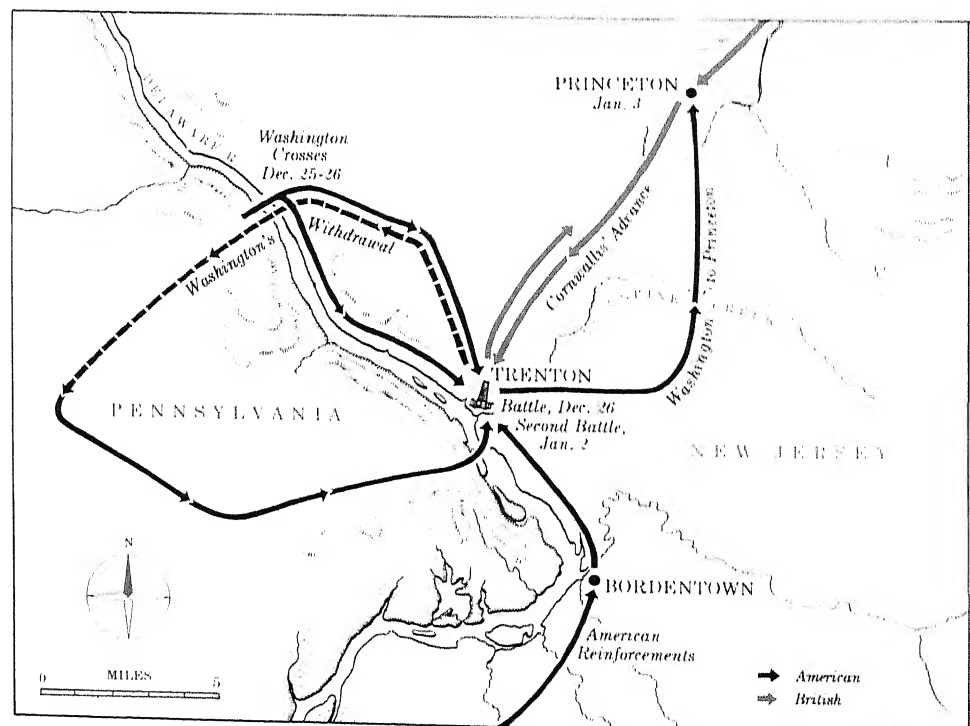 PRINCETON
Jan. 3
DELAWARE R.
Washington
Crosses
Dec. 25-26
Washington's
Withdrawal
Cornwallis' Advance
Washington to Princeton
TRENTON
Battle, Dec. 26
Second Battle,
Jan. 2
PENNSYLVANIA
NEW JERSEY
N
BORDENTOWN
American
Reinforcements
0 MILES 5
American
British